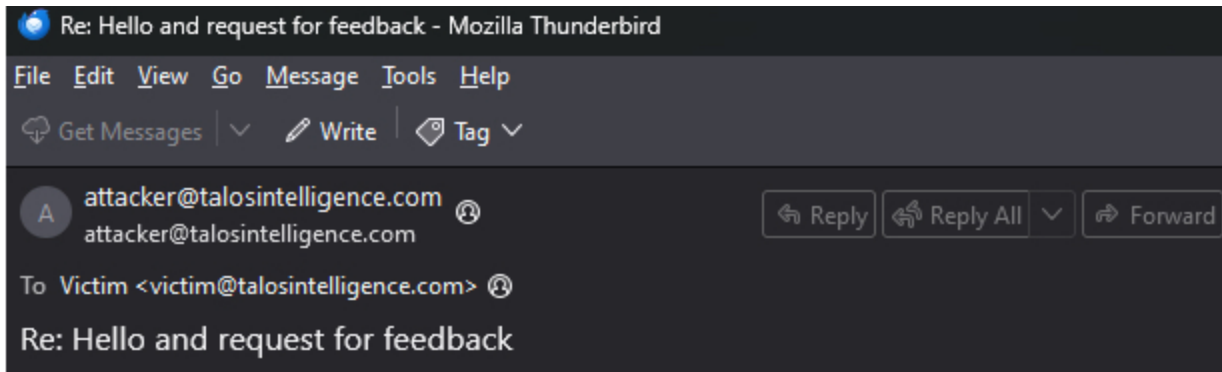 Re: Hello and request for feedback - Mozilla Thunderbird
File Edit View Go Message Tools Help
Get Messages Write Tag
A
attacker@talosintelligence.com
attacker@talosintelligence.com
Reply Reply All Forward
To Victim <victim@talosintelligence.com>
Re: Hello and request for feedback